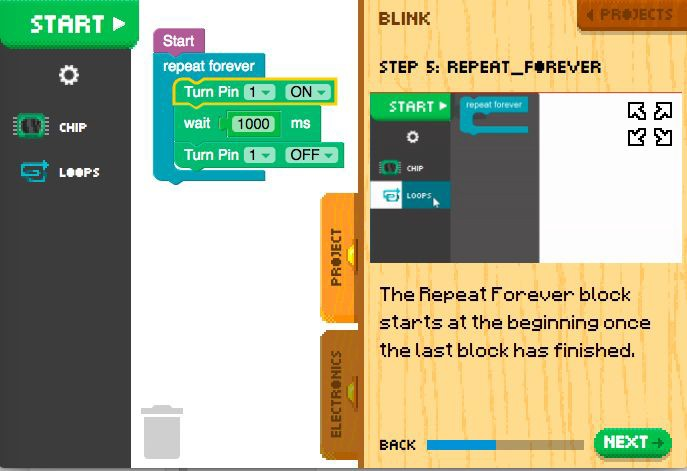 START
CHIP
LOOPS
Start
repeat forever
Turn Pin 1 ON
wait 1000 ms
Turn Pin 1 OFF
PROJECT
ELECTRONICS
BLINK
PROJECTS
STEP 5: REPEAT_FOREVER
START
repeat forever
CHIP
LOOPS
The Repeat Forever block
starts at the beginning once
the last block has finished.
BACK
NEXT